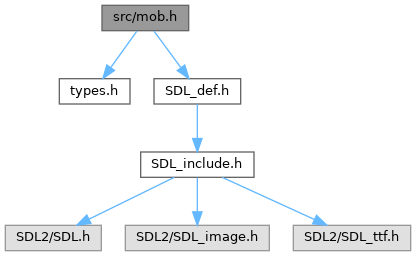 src/mob.h
types.h
SDL_def.h
SDL_include.h
SDL2/SDL.h
SDL2/SDL_image.h
SDL2/SDL_ttf.h